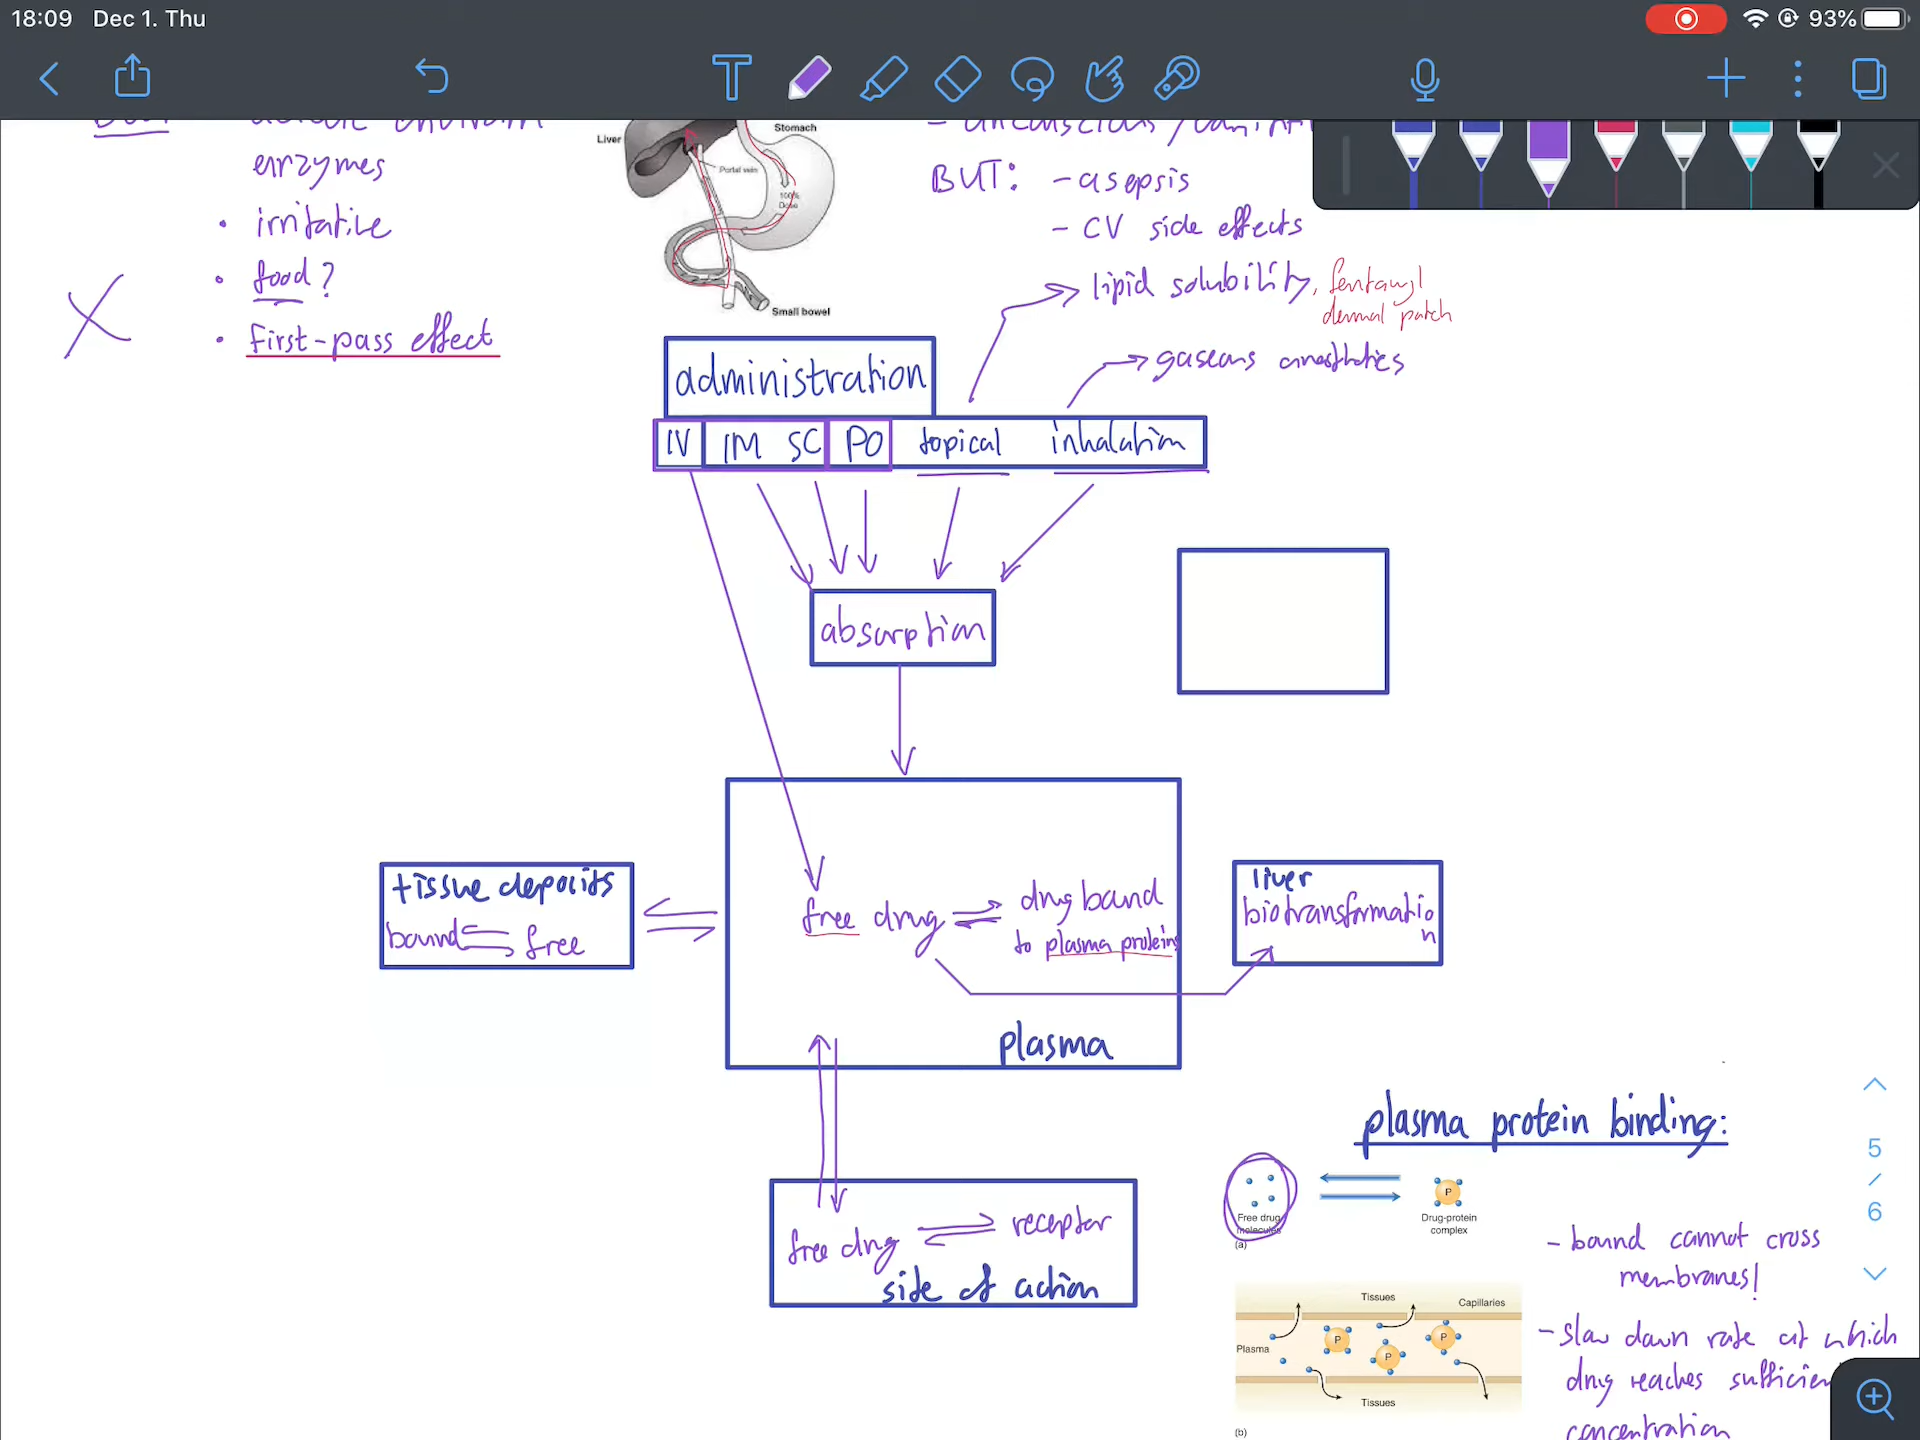 18:09 Dec 1. Thu
93%
enzymes
• irritative
• food?
• First-pass effect
Liver
Stomach
Portal vein
100%
Dose
Small bowel
BUT: - asepsis
- CV side effects
lipid solubility, fentanyl
dermal patch
gaseous anesthetics
administration
IV IM SC PO topical inhalation
absorption
tissue deposits
bound free
free drug
drug bound
to plasma proteins
plasma
liver
biotransformatio
n
free drug receptor
side of action
plasma protein binding:
Free drug
molecules
(a)
P
Drug-protein
complex
- bound cannot cross
membranes!
Tissues
Capillaries
Plasma
P
P
P
Tissues
(b)
- slow down rate at which
drug reaches
concentration
5
/
6